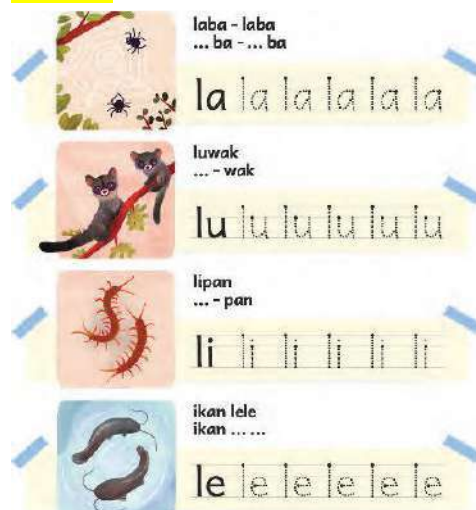 laba - laba
... ba - ... ba
la la la la la la
luwak
... - wak
lu lu lu lu lu lu
lipan
... - pan
li li li li li li
ikan lele
ikan ... ...
le le le le le le